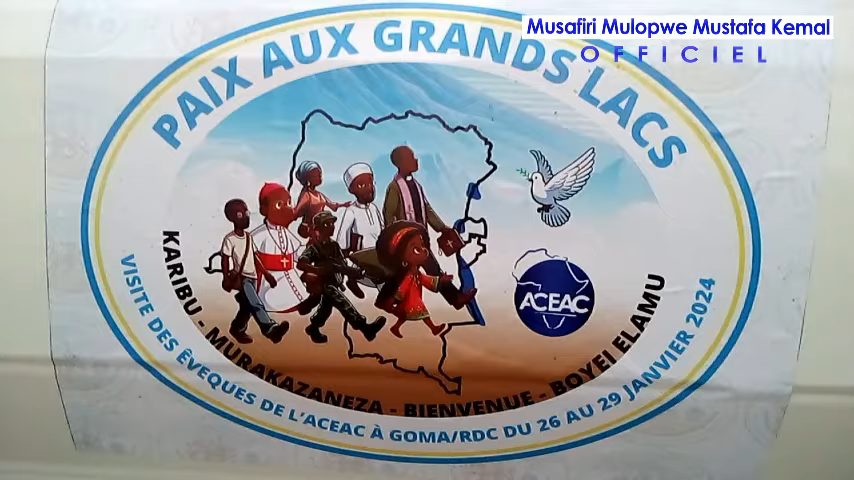 Musafiri Mulopwe Mustafa Kemal
OFFICIEL
PAIX AUX GRANDS LACS
ACEAC
KARIBU - MURAKAZANEZA - BIENVENUE - BOYEI ELAMU
VISITE DES ÉVEQUES DE L'ACEAC À GOMA/RDC DU 26 AU 29 JANVIER 2024